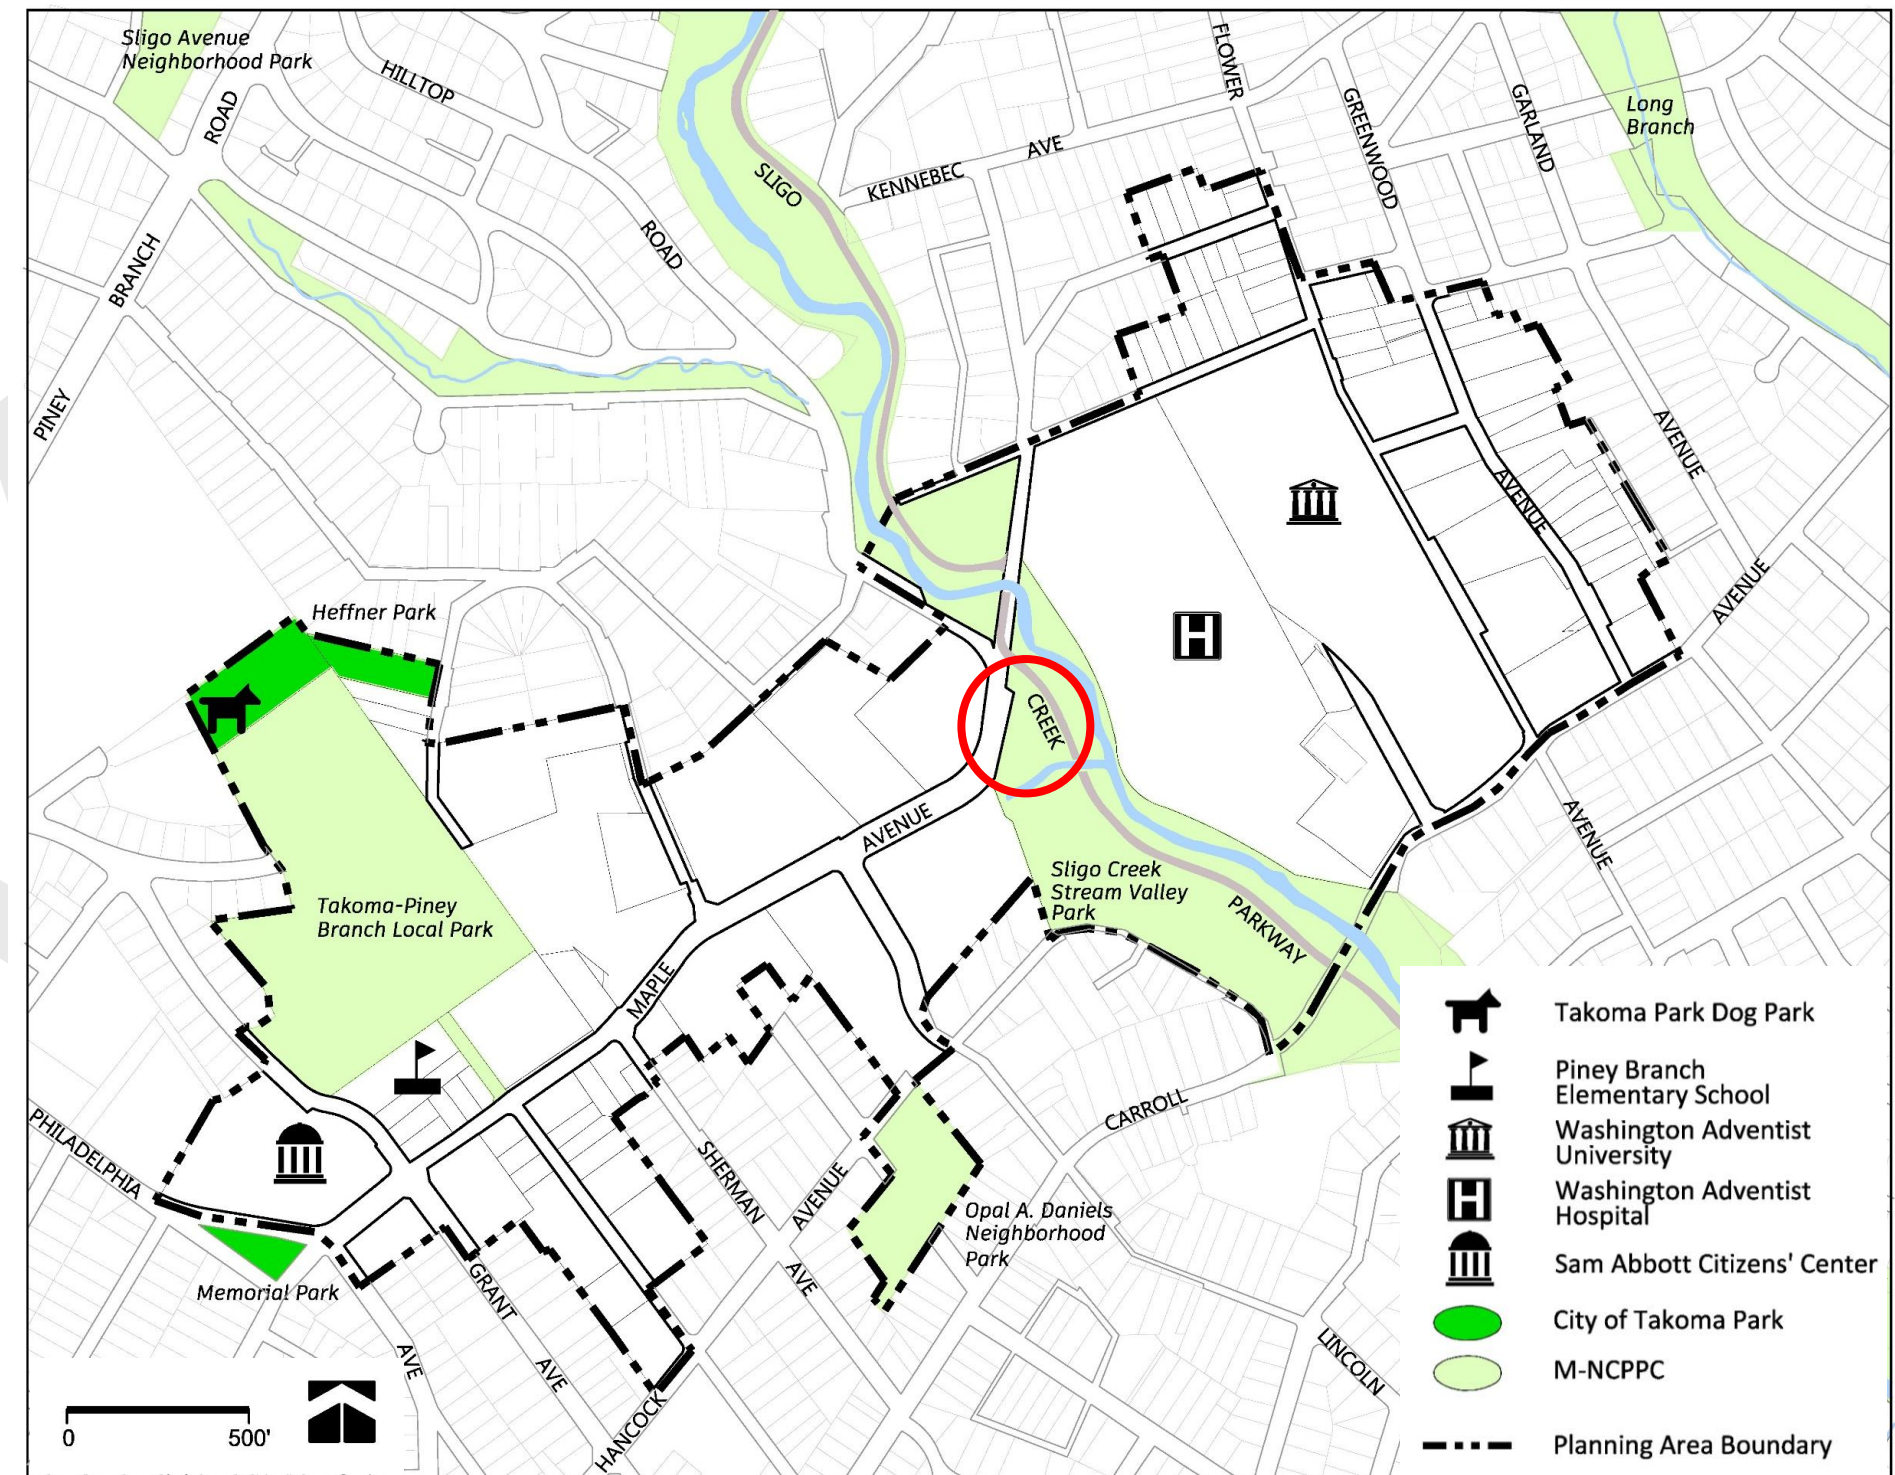 Sligo Avenue
Neighborhood Park
HILLTOP
ROAD
FLOWER
GREENWOOD
GARLAND
Long
Branch
KENNEBEC
AVE
SLIGO
ROAD
BRANCH
PINEY
AVENUE
AVENUE
AVENUE
Heffner Park
CREEK
AVENUE
AVENUE
Sligo Creek
Stream Valley
Park
PARKWAY
Takoma-Piney
Branch Local Park
MAPLE
H
CARROLL
PHILADELPHIA
SHERMAN
AVENUE
Opal A. Daniels
Neighborhood
Park
Memorial Park
GRANT
AVE
AVE
AVE
HANCOCK
LINCOLN
0 500'
Takoma Park Dog Park
Piney Branch
Elementary School
Washington Adventist
University
H
Washington Adventist
Hospital
Sam Abbott Citizens' Center
City of Takoma Park
M-NCPPC
Planning Area Boundary